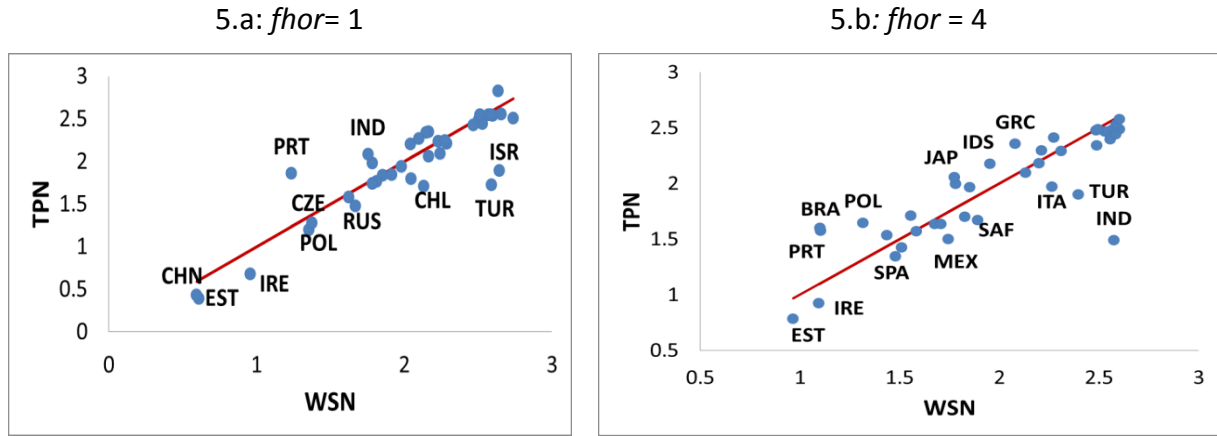 5.a: fhor= 1
5.b: fhor = 4
TPN
3
2.5
2
1.5
1
0.5
0
PRT
IND
ISR
CZE
RUS
CHL
TUR
POL
CHN
EST
IRE
0
1
2
3
WSN
TPN
3
2.5
2
1.5
1
0.5
GRC
IDS
JAP
BRA
POL
ITA
TUR
IND
PRT
SAF
SPA
MEX
IRE
EST
0.5
1
1.5
2
2.5
3
WSN